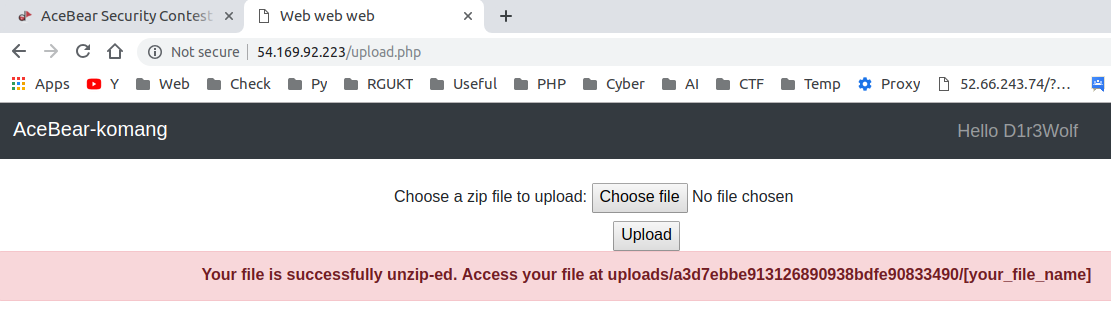 AceBear Security Contest
Web web web
Not secure 54.169.92.223/upload.php
Apps Y Web Check Py RGUKT Useful PHP Cyber AI CTF Temp Proxy 52.66.243.74/?...
AceBear-komang Hello D1r3Wolf
Choose a zip file to upload: Choose file No file chosen
Upload
Your file is successfully unzip-ed. Access your file at uploads/a3d7ebbe913126890938bdfe90833490/[your_file_name]